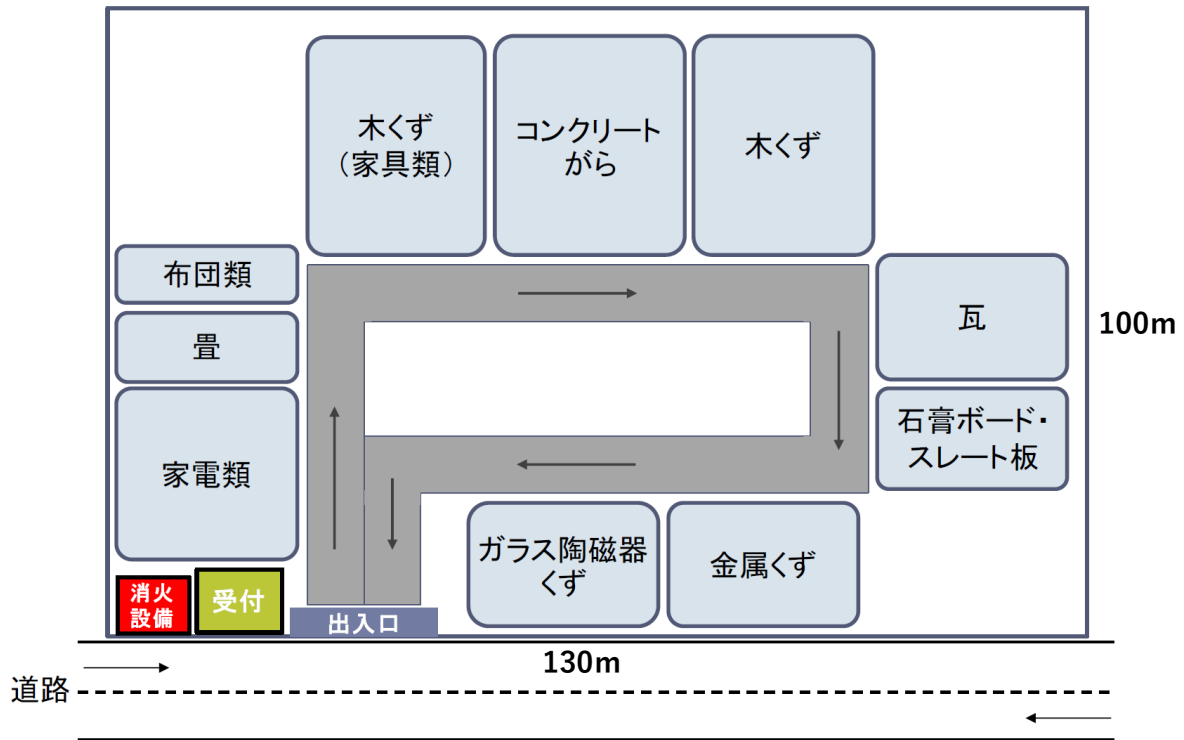 木くず
（家具類）
コンクリート
がら
木くず
布団類
畳
家電類
瓦
100m
石膏ボード・
スレート板
ガラス陶磁器
くず
金属くず
消火
設備
受付
出入口
130m
道路